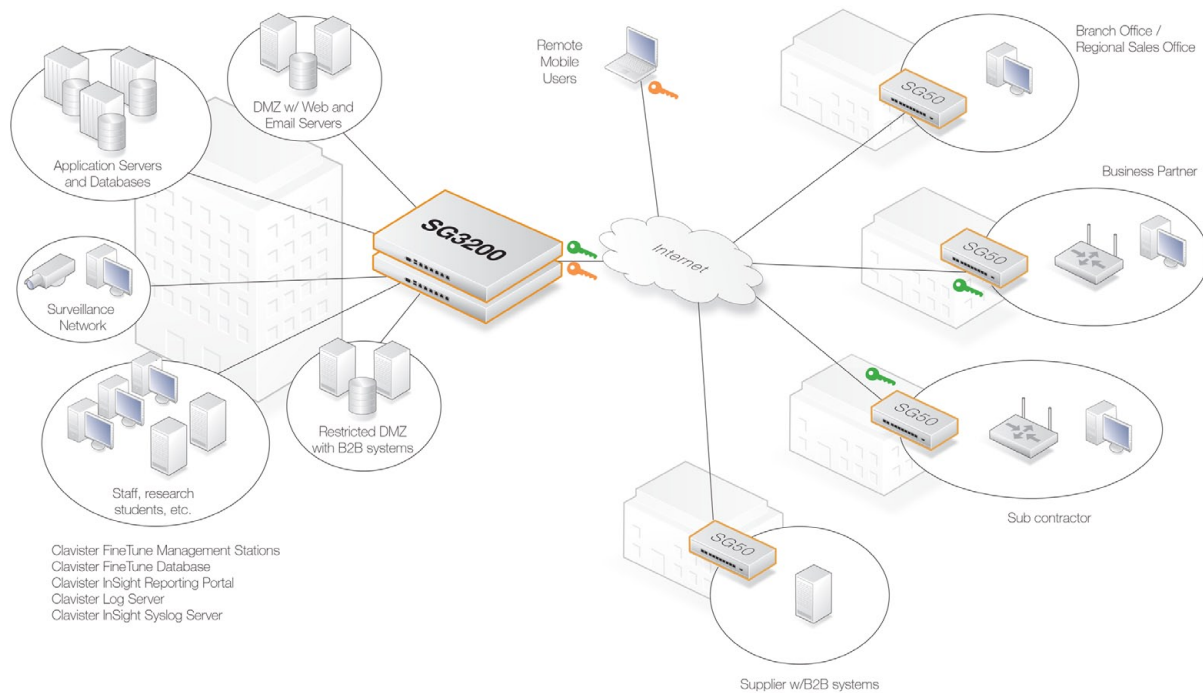 DMZ w/ Web and
Email Servers
Application Servers
and Databases
Surveillance
Network
Staff, research
students, etc.
Restricted DMZ
with B2B systems
SG3200
Clavister FineTune Management Stations
Clavister FineTune Database
Clavister InSight Reporting Portal
Clavister Log Server
Clavister InSight Syslog Server
Remote
Mobile
Users
Internet
Branch Office /
Regional Sales Office
SG50
Business Partner
SG50
SG50
Sub contractor
SG50
Supplier w/B2B systems